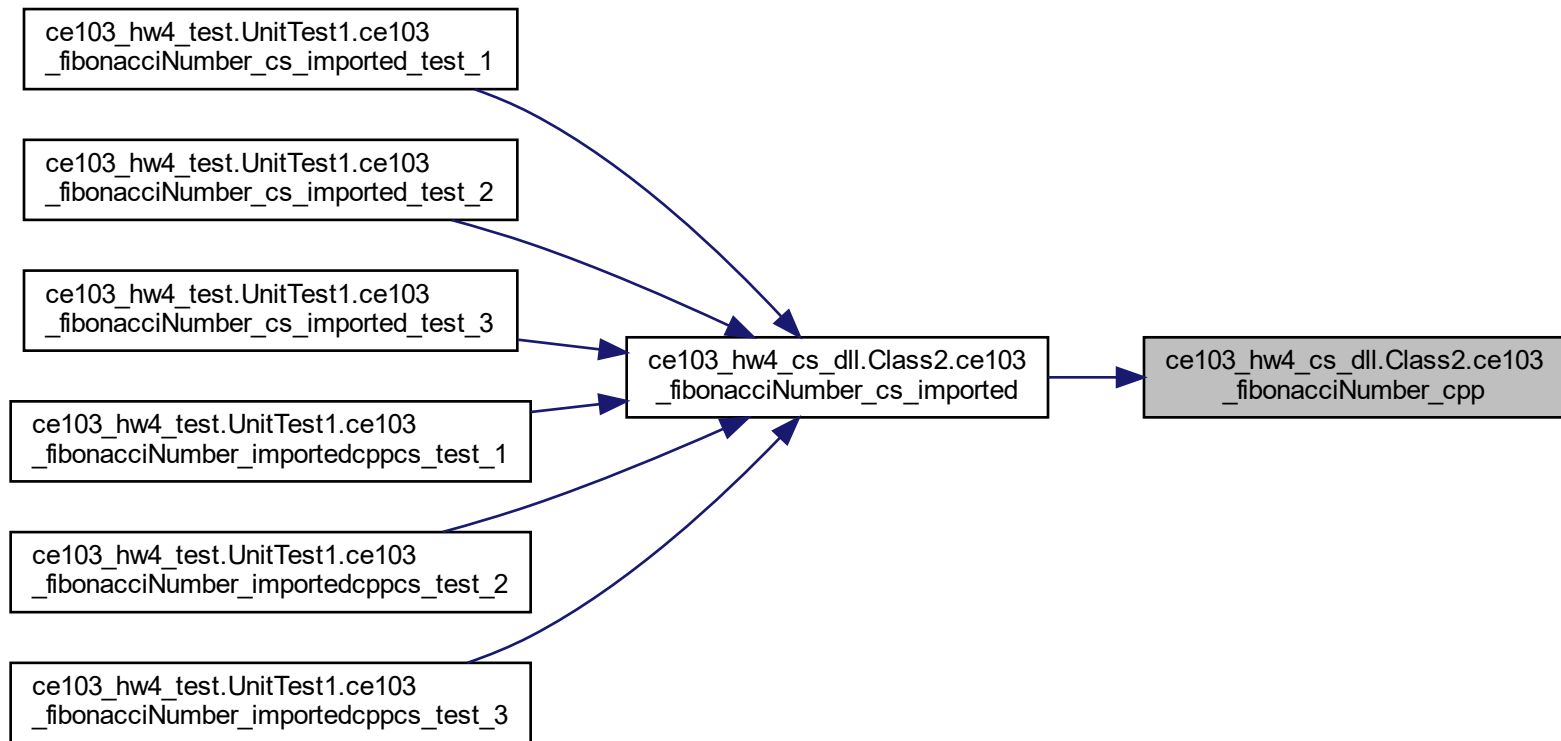 ce103_hw4_test.UnitTest1.ce103
_fibonacciNumber_cs_imported_test_1
ce103_hw4_test.UnitTest1.ce103
_fibonacciNumber_cs_imported_test_2
ce103_hw4_test.UnitTest1.ce103
_fibonacciNumber_cs_imported_test_3
ce103_hw4_test.UnitTest1.ce103
_fibonacciNumber_importedcppcs_test_1
ce103_hw4_test.UnitTest1.ce103
_fibonacciNumber_importedcppcs_test_2
ce103_hw4_test.UnitTest1.ce103
_fibonacciNumber_importedcppcs_test_3
ce103_hw4_cs_dll.Class2.ce103
_fibonacciNumber_cs_imported
ce103_hw4_cs_dll.Class2.ce103
_fibonacciNumber_cpp